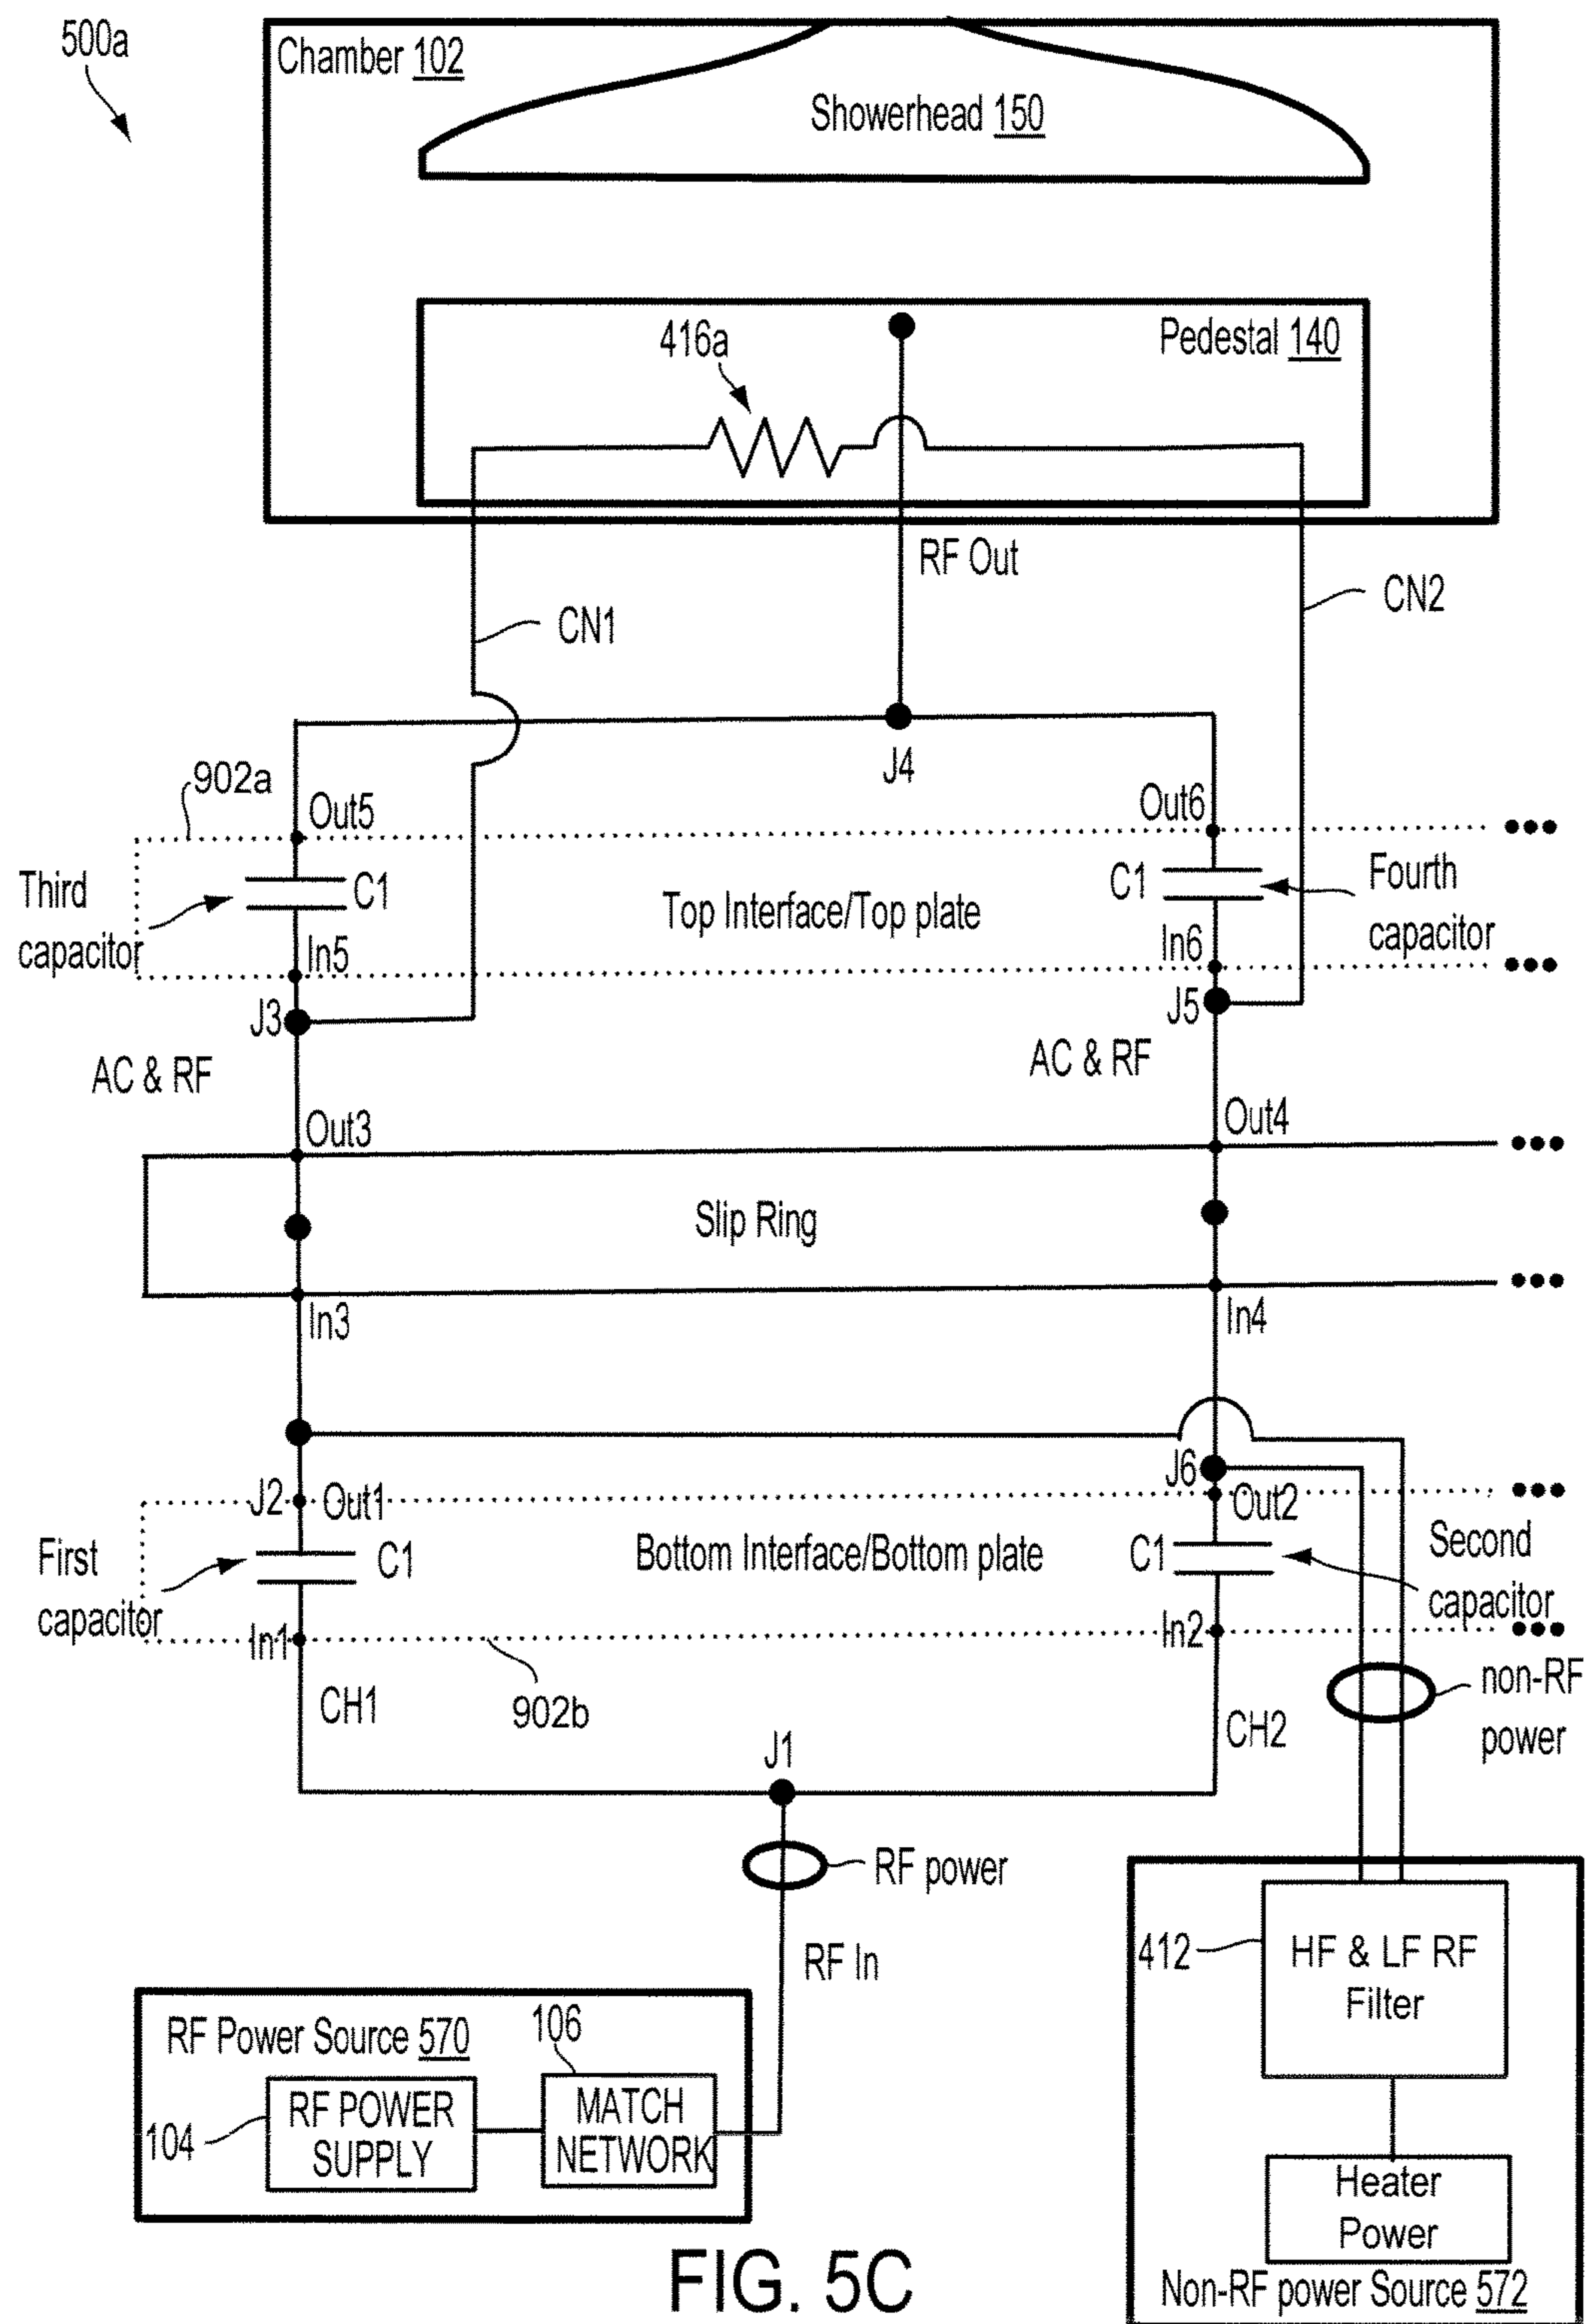 500a
Chamber 102
Showerhead 150
416a
Pedestal 140
RF Out
CN1
CN2
J4
902a
Out5
Out6
Third
capacitor
C1
Top Interface/Top plate
C1
Fourth
capacitor
In5
In6
J3
J5
AC & RF
AC & RF
Out3
Out4
Slip Ring
In3
In4
J6
J2
Out1
Out2
First
capacitor
C1
Bottom Interface/Bottom plate
C1
Second
capacitor
In1
In2
CH1
902b
CH2
non-RF
power
J1
RF power
RF In
412
HF & LF RF
Filter
RF Power Source 570
106
104
RF POWER
SUPPLY
MATCH
NETWORK
Heater
Power
Non-RF power Source 572
FIG. 5C